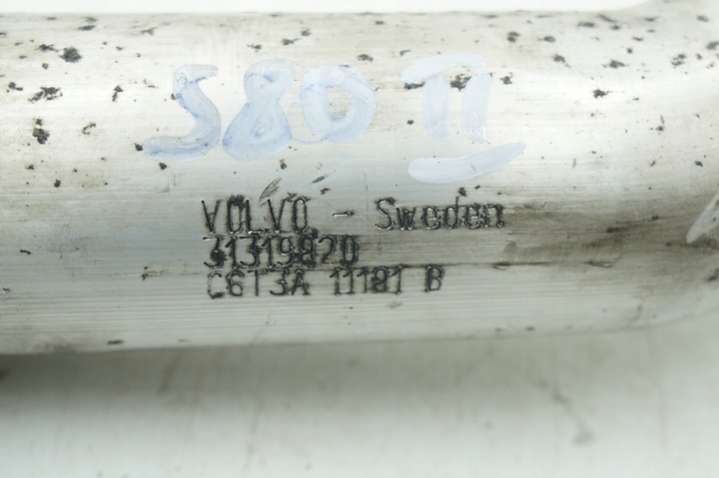 S80 II
VOLVO - Sweden
31319820
C6T3A 11181 B